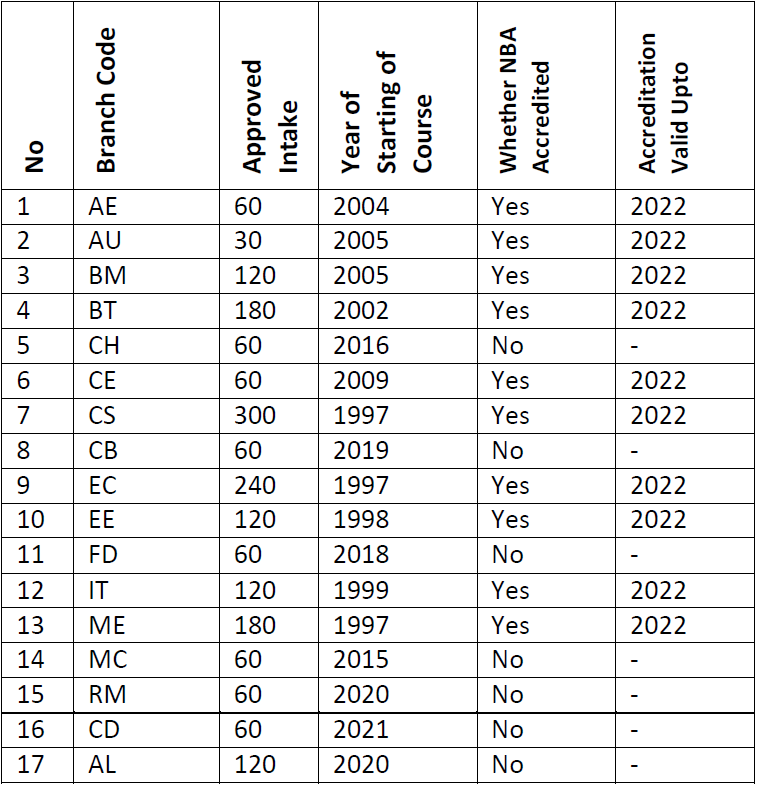 No Branch Code Approved Intake Year of Starting of Course Whether NBA Accredited Accreditation Valid Upto
1 AE 60 2004 Yes 2022
2 AU 30 2005 Yes 2022
3 BM 120 2005 Yes 2022
4 BT 180 2002 Yes 2022
5 CH 60 2016 No -
6 CE 60 2009 Yes 2022
7 CS 300 1997 Yes 2022
8 CB 60 2019 No -
9 EC 240 1997 Yes 2022
10 EE 120 1998 Yes 2022
11 FD 60 2018 No -
12 IT 120 1999 Yes 2022
13 ME 180 1997 Yes 2022
14 MC 60 2015 No -
15 RM 60 2020 No -
16 CD 60 2021 No -
17 AL 120 2020 No -